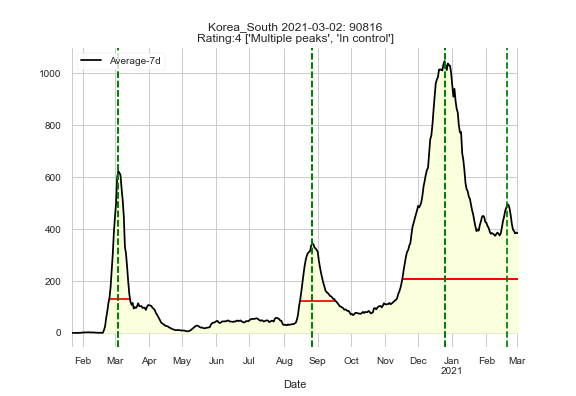 Korea_South 2021-03-02: 90816
Rating:4 ['Multiple peaks', 'In control']
Average-7d
1000
800
600
400
200
0
Feb Mar Apr May Jun Jul Aug Sep Oct Nov Dec Jan Feb Mar
2021
Date